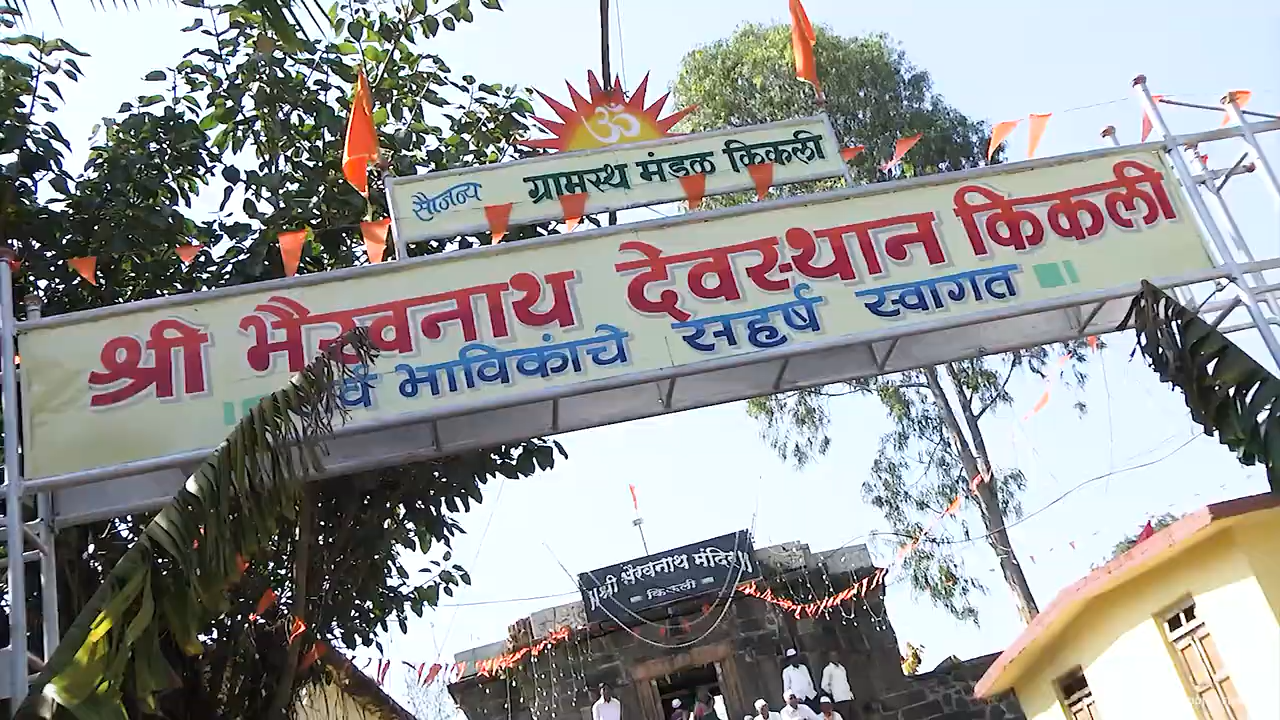 ॐ
सौजन्य ग्रामस्थ मंडळ किकली
श्री भैरवनाथ देवस्थान किकली
सर्व भाविकांचे सहर्ष स्वागत
॥श्री भैरवनाथ मंदिर॥
किकली